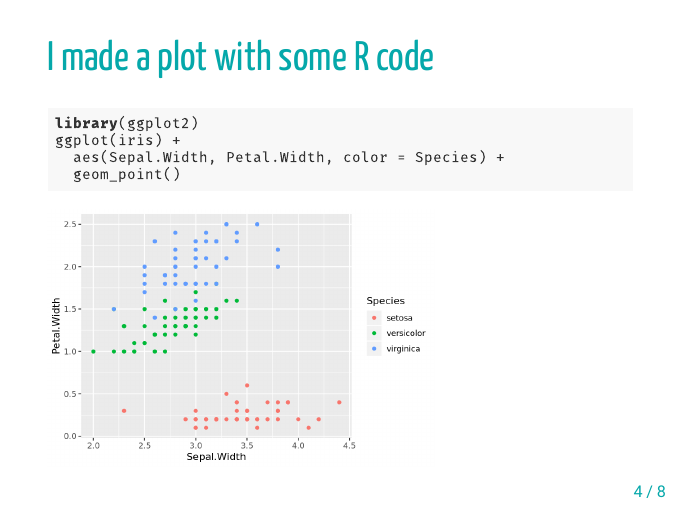 I made a plot with some R code
library(ggplot2)
ggplot(iris) +
  aes(Sepal.Width, Petal.Width, color = Species) +
  geom_point()
2.5
2.0
1.5
1.0
0.5
0.0
Petal.Width
2.0 2.5 3.0 3.5 4.0 4.5
Sepal.Width
Species
setosa
versicolor
virginica
4 / 8